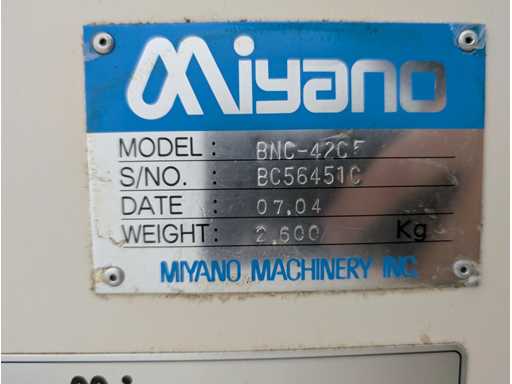 Miyano
MODEL: BNC-42C5
S/NO. : BC56451C
DATE : 07.04
WEIGHT: 2.600 Kg
MIYANO MACHINERY INC.